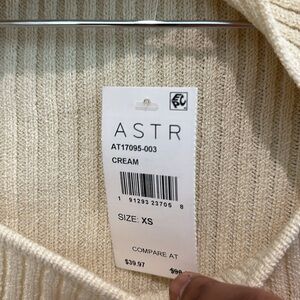 ASTR
AT17095-003
CREAM
1 91293 23705 8
SIZE: XS
COMPARE AT
$39.97